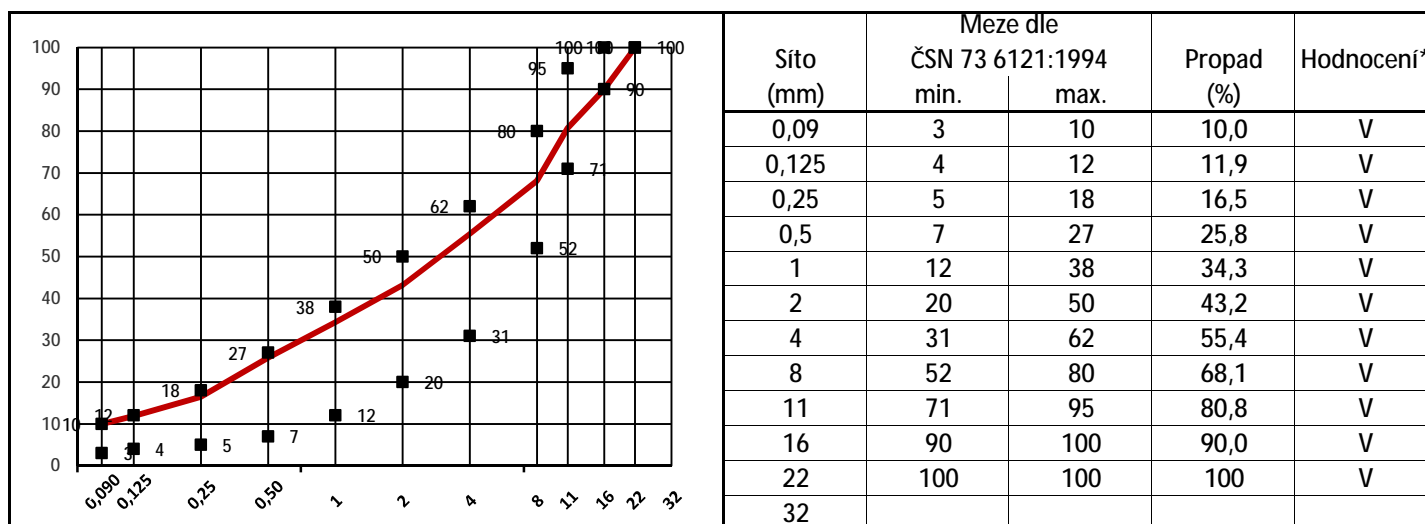 100
90
80
70
60
50
40
30
20
10
0
10 12 18 27 38 50 62 80 95 100 100 100
3 4 5 7 12 20 31 52 71 90
0,090 0,125 0,25 0,50 1 2 4 8 11 16 22 32
Meze dle
Síto ČSN 73 6121:1994 Propad Hodnocení*
(mm) min. max. (%)
0,09 3 10 10,0 V
0,125 4 12 11,9 V
0,25 5 18 16,5 V
0,5 7 27 25,8 V
1 12 38 34,3 V
2 20 50 43,2 V
4 31 62 55,4 V
8 52 80 68,1 V
11 71 95 80,8 V
16 90 100 90,0 V
22 100 100 100 V
32